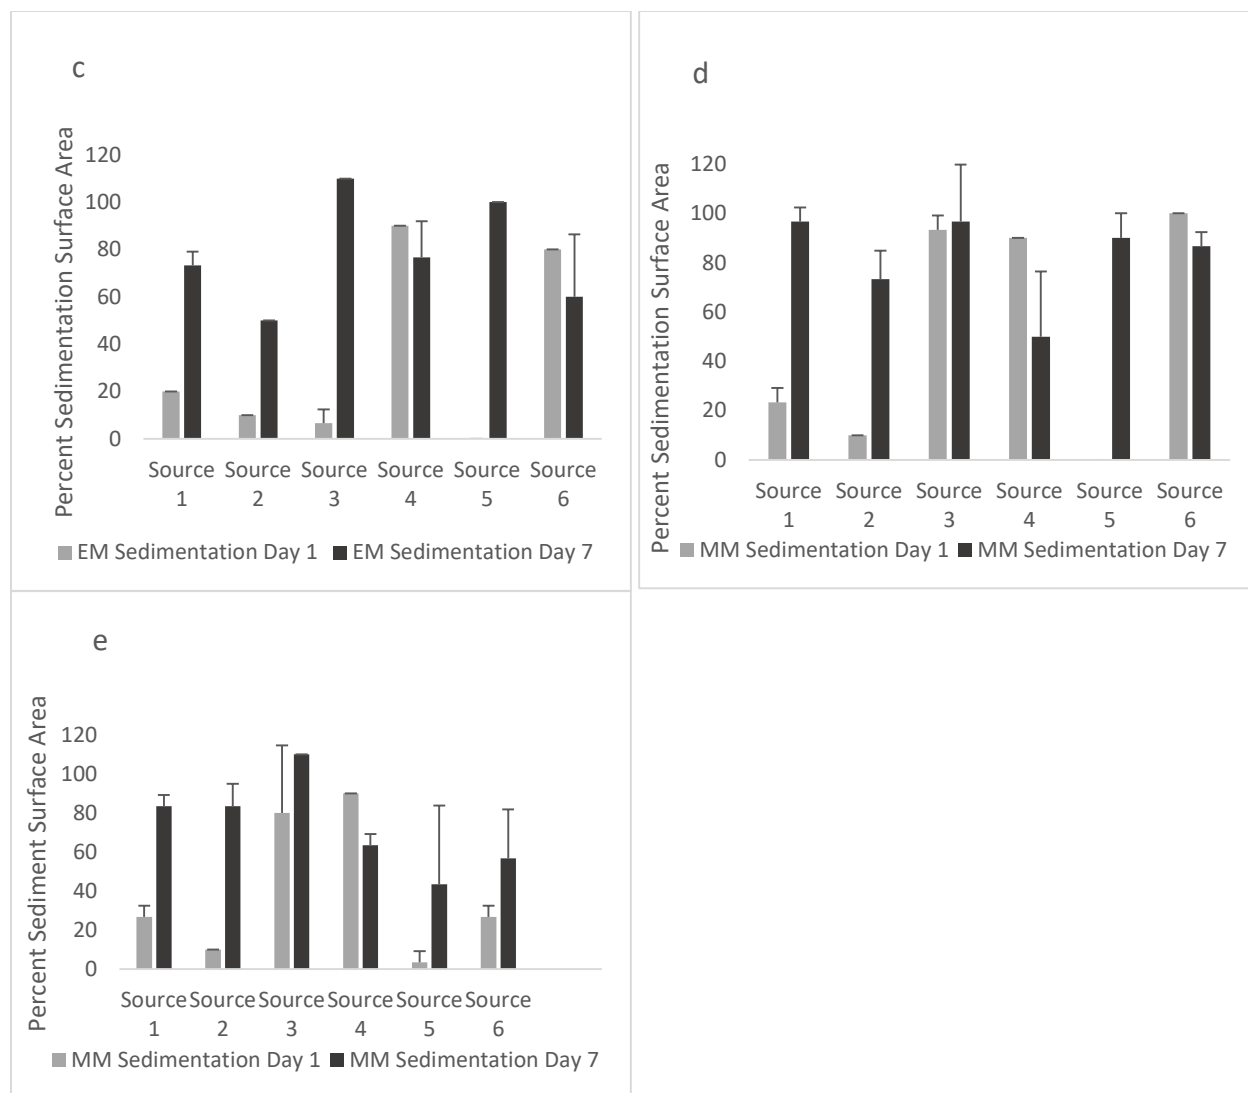 c
Percent Sedimentation Surface Area
120
100
80
60
40
20
0
Source 1
Source 2
Source 3
Source 4
Source 5
Source 6
EM Sedimentation Day 1
EM Sedimentation Day 7
d
Percent Sedimentation Surface Area
120
100
80
60
40
20
0
Source 1
Source 2
Source 3
Source 4
Source 5
Source 6
MM Sedimentation Day 1
MM Sedimentation Day 7
e
Percent Sediment Surface Area
120
100
80
60
40
20
0
Source 1
Source 2
Source 3
Source 4
Source 5
Source 6
MM Sedimentation Day 1
MM Sedimentation Day 7